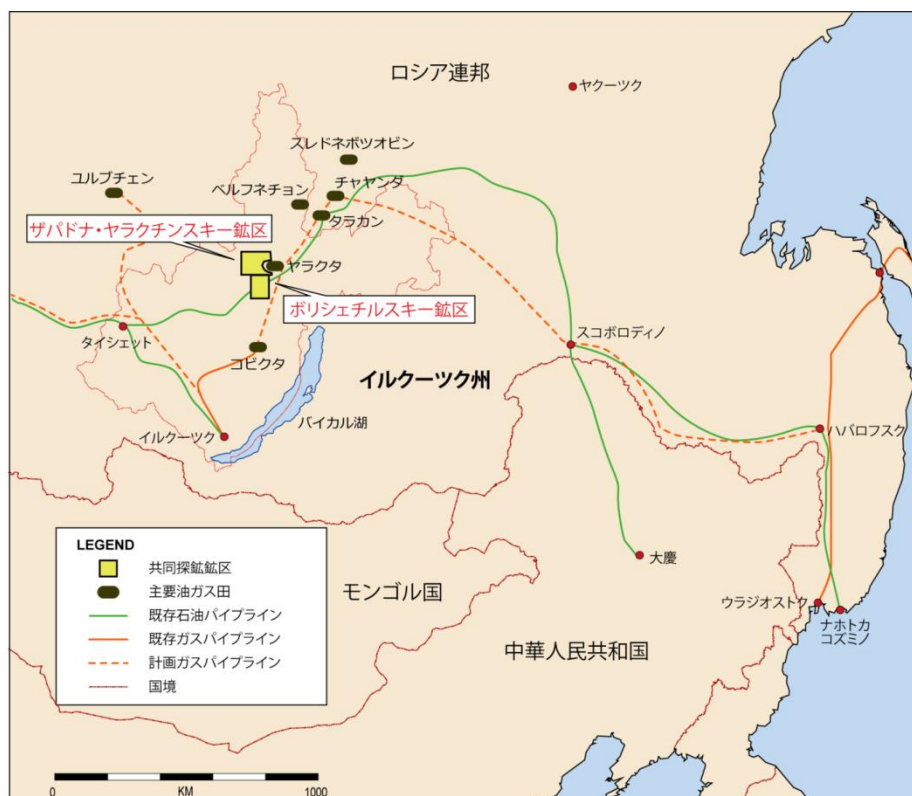 ロシア連邦
ヤクーツク
スレドネボツオビン
ユルブチェン
チャヤンダ
ベルフネチョン
タラカン
ザパドナ・ヤラクチンスキー鉱区
ヤラクタ
ボリシェチルスキー鉱区
タイシェット
スコボロディノ
コビクタ
イルクーツク州
バイカル湖
イルクーツク
ハバロフスク
LEGEND
共同探鉱鉱区
主要油ガス田
既存石油パイプライン
既存ガスパイプライン
計画ガスパイプライン
国境
大慶
モンゴル国
ウラジオストク
ナホトカ
コズミノ
中華人民共和国
0 KM 1000